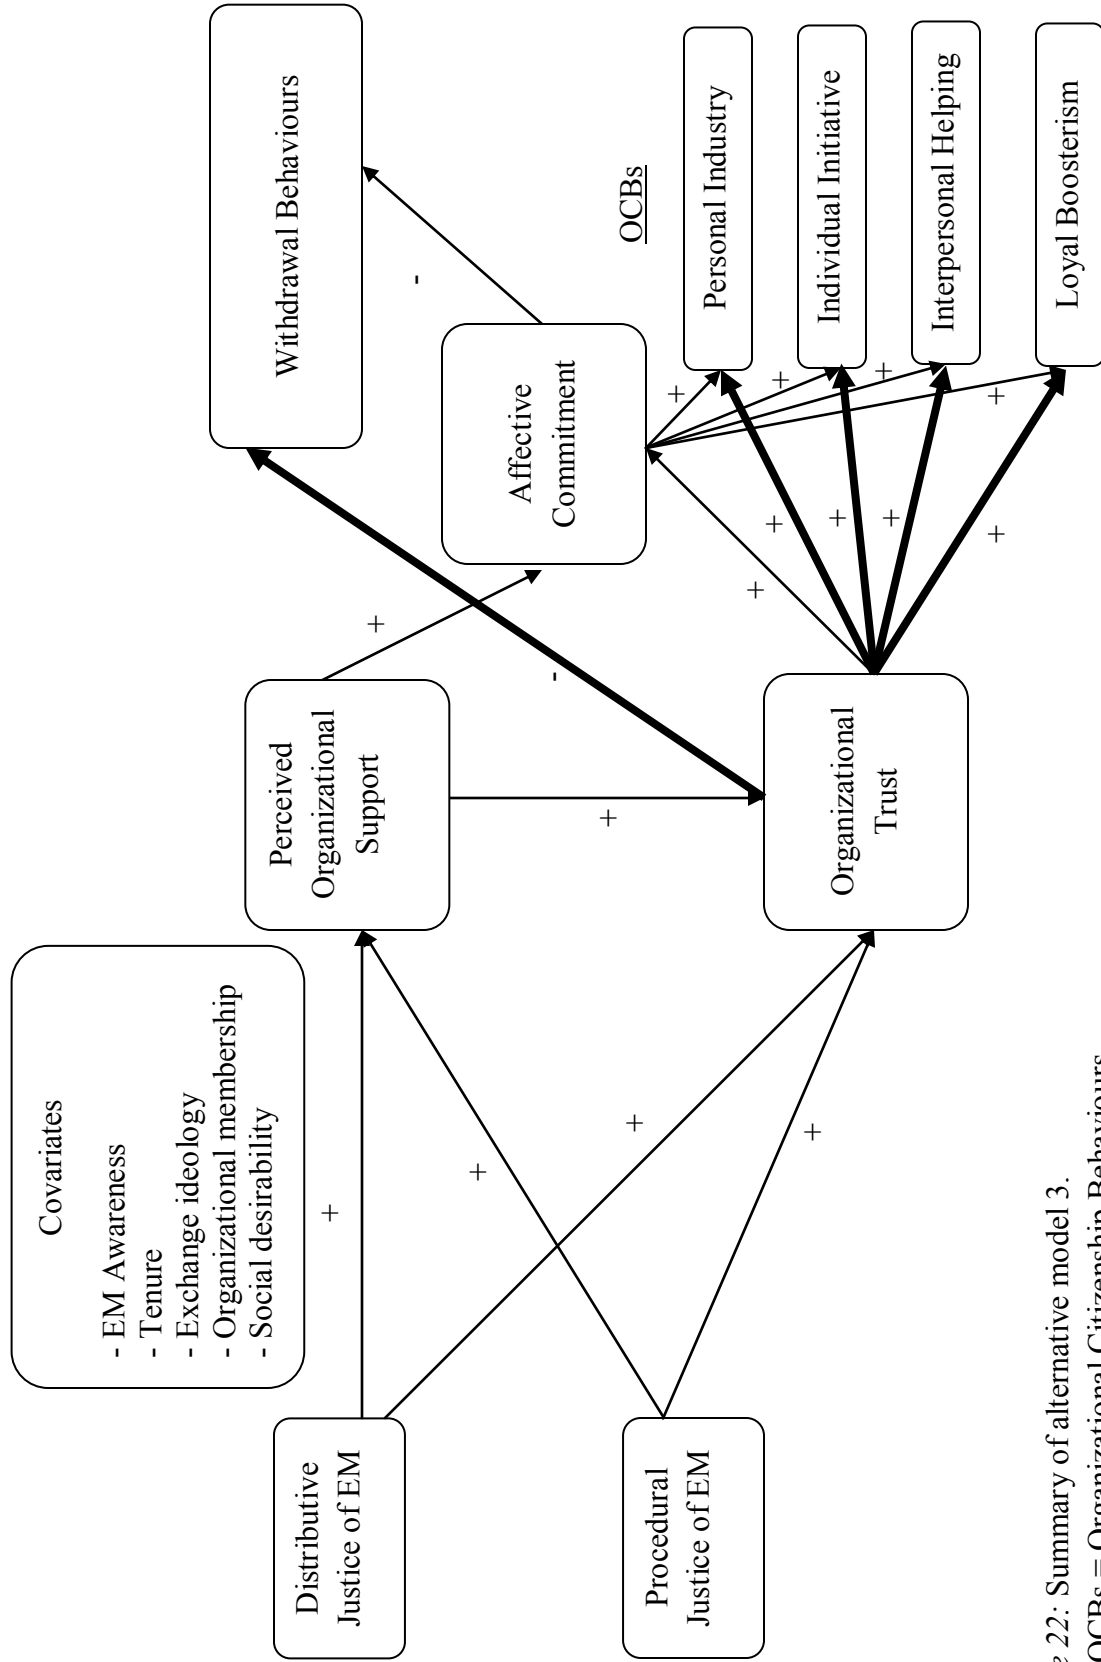 Covariates
- EM Awareness
- Tenure
- Exchange ideology
- Organizational membership
- Social desirability
Distributive
Justice of EM
Procedural
Justice of EM
Perceived
Organizational
Support
Organizational
Trust
Affective
Commitment
Withdrawal Behaviours
OCBs
Personal Industry
Individual Initiative
Interpersonal Helping
Loyal Boosterism
+
+
+
+
+
+
-
+
-
+
+
+
+
+
+
+
+
22: Summary of alternative model 3.
OCBs = Organizational Citizenship Behaviours